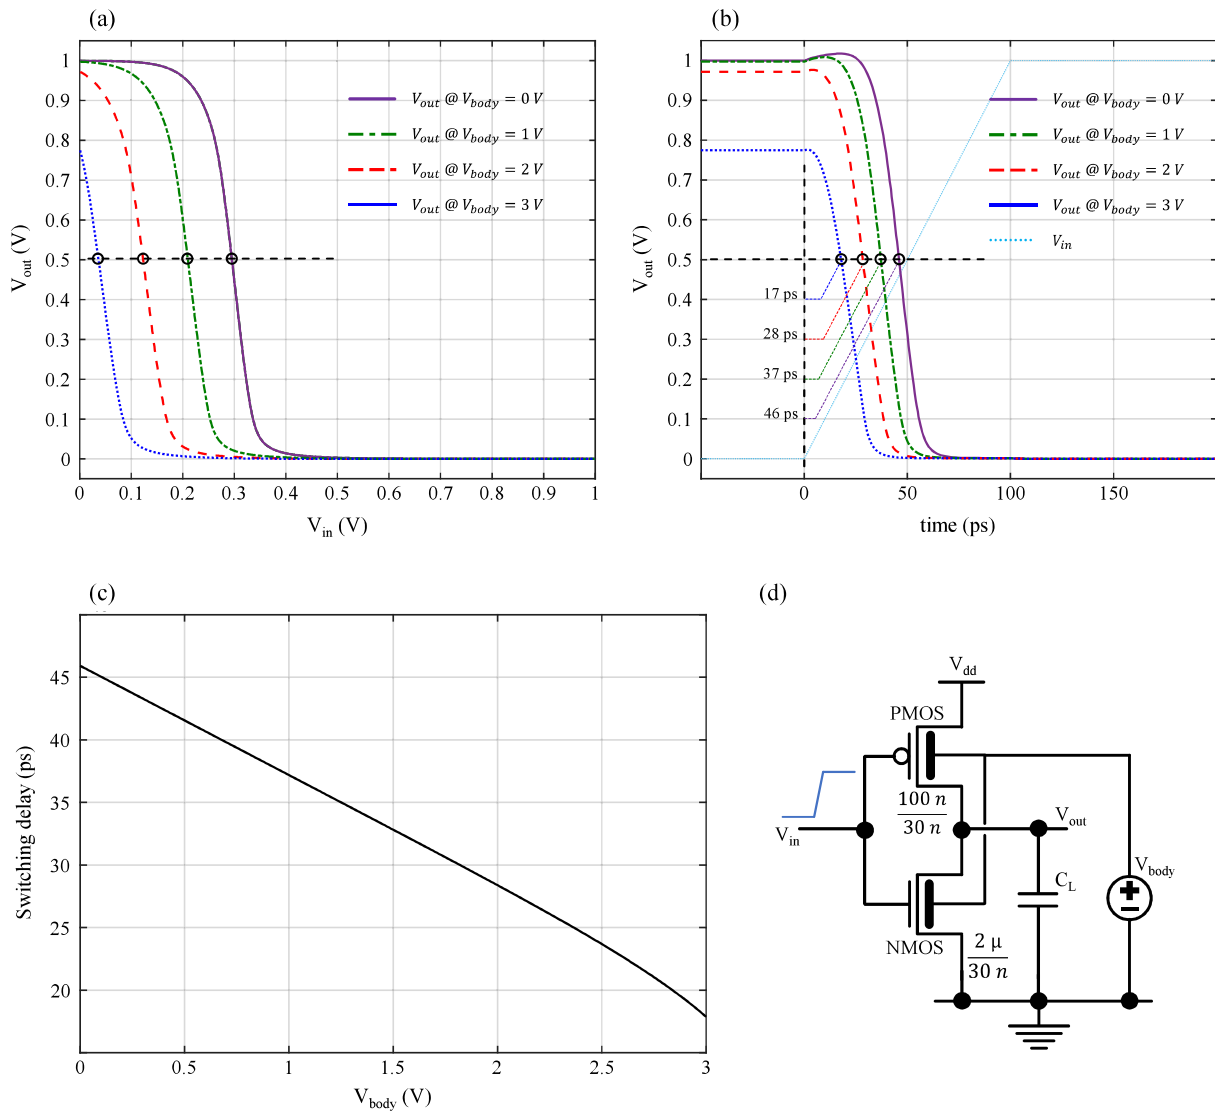 (a)
1
0.9
0.8
0.7
0.6
0.5
0.4
0.3
0.2
0.1
0
V_out (V)
V_out @ V_body = 0 V
V_out @ V_body = 1 V
V_out @ V_body = 2 V
V_out @ V_body = 3 V
0 0.1 0.2 0.3 0.4 0.5 0.6 0.7 0.8 0.9 1
V_in (V)
(b)
1
0.9
0.8
0.7
0.6
0.5
0.4
0.3
0.2
0.1
0
V_out (V)
V_out @ V_body = 0 V
V_out @ V_body = 1 V
V_out @ V_body = 2 V
V_out @ V_body = 3 V
V_in
17 ps
28 ps
37 ps
46 ps
0 50 100 150
time (ps)
(c)
45
40
35
30
25
20
Switching delay (ps)
0 0.5 1 1.5 2 2.5 3
V_body (V)
(d)
V_dd
PMOS
100 n
30 n
V_in
V_out
V_body
C_L
NMOS
2 μ
30 n